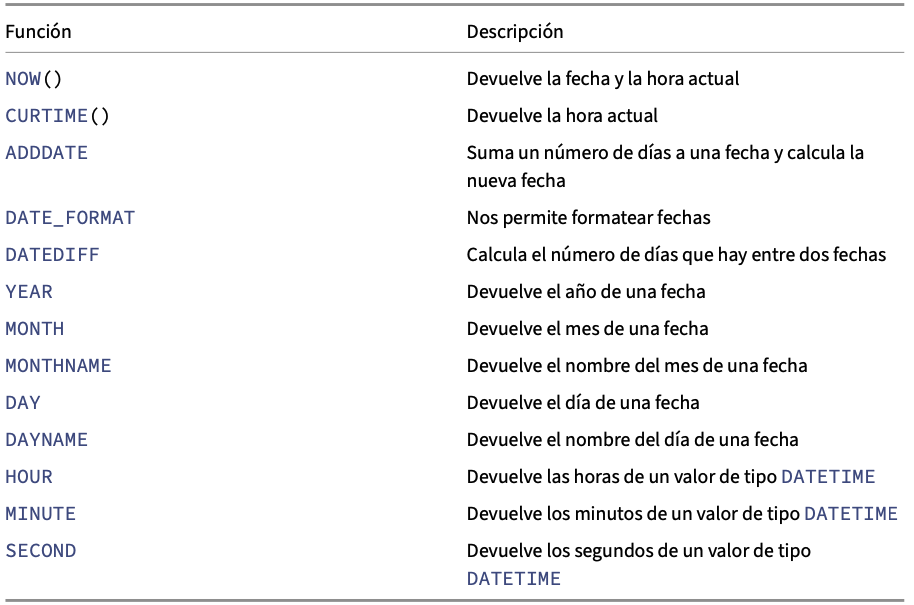 Función Descripción
NOW() Devuelve la fecha y la hora actual
CURTIME() Devuelve la hora actual
ADDDATE Suma un número de días a una fecha y calcula la
nueva fecha
DATE_FORMAT Nos permite formatear fechas
DATEDIFF Calcula el número de días que hay entre dos fechas
YEAR Devuelve el año de una fecha
MONTH Devuelve el mes de una fecha
MONTHNAME Devuelve el nombre del mes de una fecha
DAY Devuelve el día de una fecha
DAYNAME Devuelve el nombre del día de una fecha
HOUR Devuelve las horas de un valor de tipo DATETIME
MINUTE Devuelve los minutos de un valor de tipo DATETIME
SECOND Devuelve los segundos de un valor de tipo
DATETIME